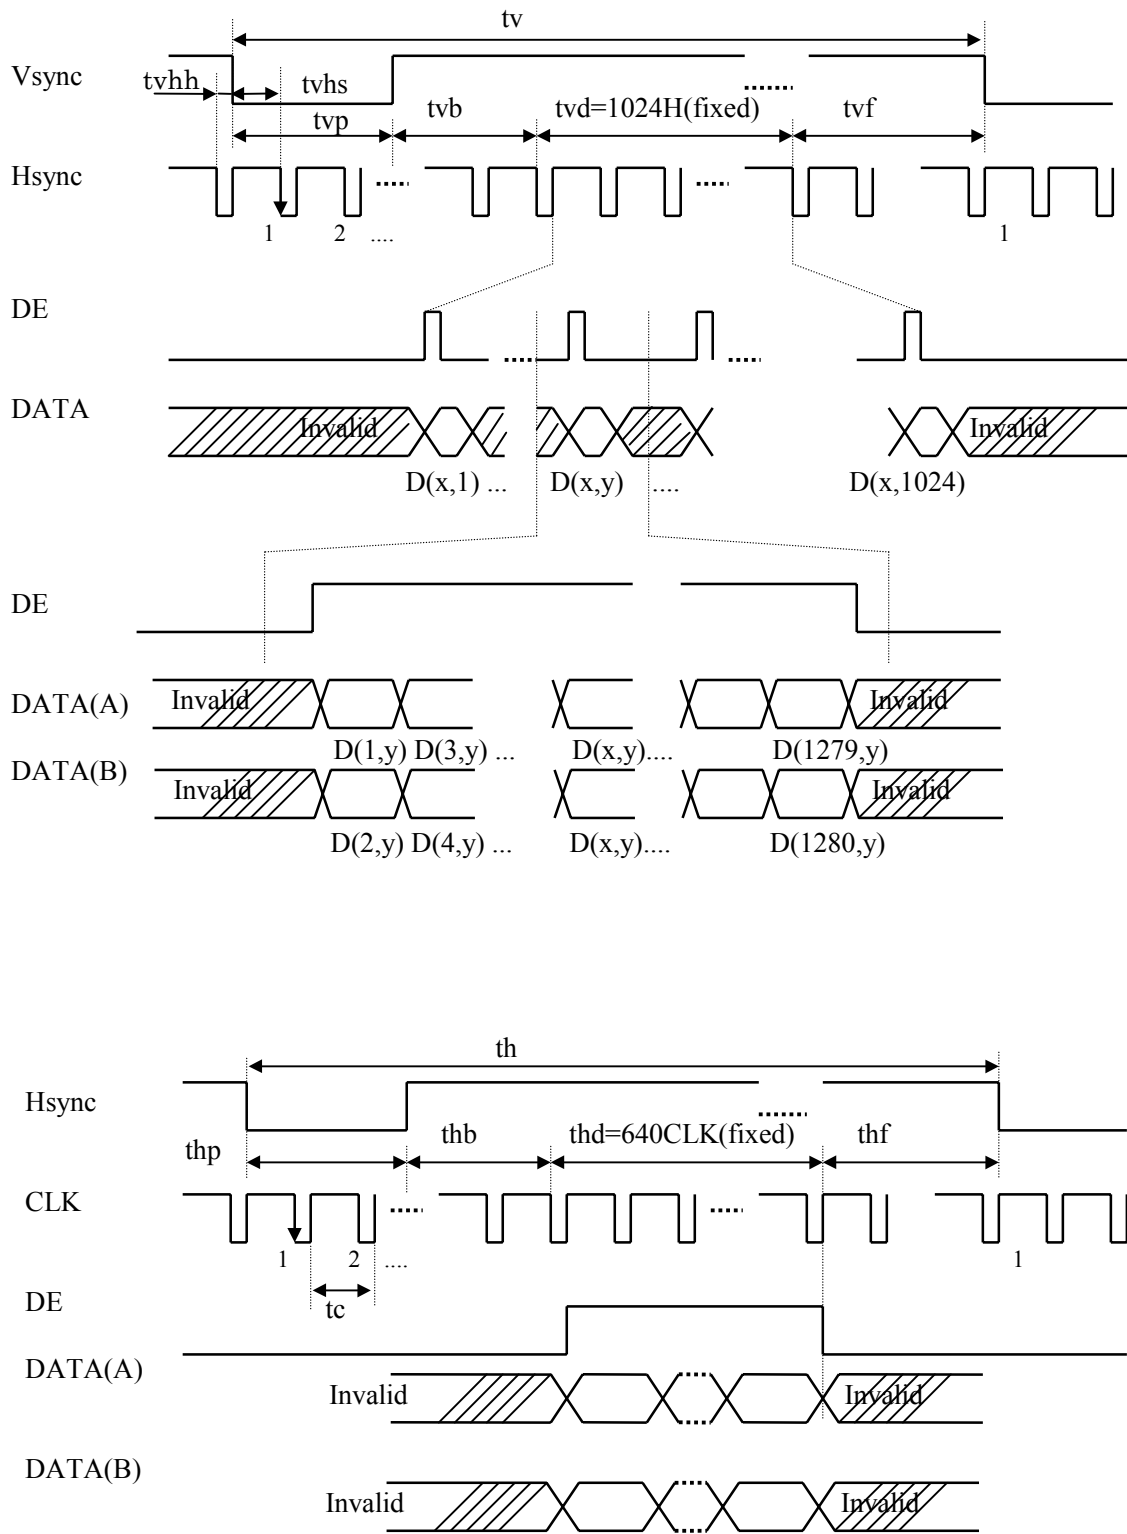 tv
Vsync
tvhh
tvhs
tvp
tvb
tvd=1024H(fixed)
tvf
Hsync
1 2 .... 1
DE
DATA
Invalid
Invalid
D(x,1) ... D(x,y) .... D(x,1024)
DE
DATA(A)
Invalid
Invalid
D(1,y) D(3,y) ... D(x,y).... D(1279,y)
DATA(B)
Invalid
Invalid
D(2,y) D(4,y) ... D(x,y).... D(1280,y)
th
Hsync
thp
thb
thd=640CLK(fixed)
thf
CLK
1 2 .... 1
tc
DE
DATA(A)
Invalid
Invalid
DATA(B)
Invalid
Invalid